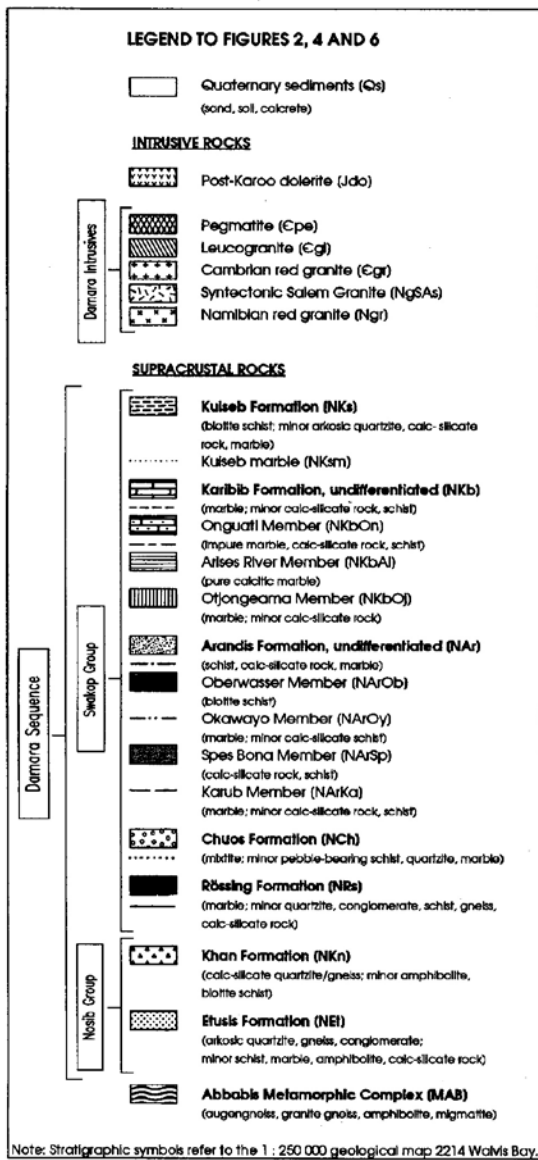 LEGEND TO FIGURES 2, 4 AND 6
Quaternary sediments (Qs)
(sand, soil, calcrete)
INTRUSIVE ROCKS
Post-Karoo dolerite (Jdo)
Damara Intrusives
Pegmatite (Єpe)
Leucogranite (Єgl)
Cambrian red granite (Єgr)
Syntectonic Salem Granite (NgSAs)
Namibian red granite (Ngr)
SUPRACRUSTAL ROCKS
Damara Sequence
Swakop Group
Kuiseb Formation (NKs)
(biotite schist; minor arkosic quartzite, calc- silicate
rock, marble)
Kuiseb marble (NKsm)
Karibib Formation, undifferentiated (NKb)
(marble; minor calc-silicate rock, schist)
Onguati Member (NKbOn)
(impure marble, calc-silicate rock, schist)
Arises River Member (NKbAl)
(pure calcitic marble)
Otjongeama Member (NKbOj)
(marble; minor calc-silicate rock)
Arandis Formation, undifferentiated (NAr)
(schist, calc-silicate rock, marble)
Oberwasser Member (NArOb)
(biotite schist)
Okawayo Member (NArOy)
(marble; minor calc-silicate schist)
Spes Bona Member (NArSp)
(calc-silicate rock, schist)
Karub Member (NArKa)
(marble; minor calc-silicate rock, schist)
Chuos Formation (NCh)
(mixtite; minor pebble-bearing schist, quartzite, marble)
Rössing Formation (NRs)
(marble; minor quartzite, conglomerate, schist, gneiss,
calc-silicate rock)
Nosib Group
Khan Formation (NKn)
(calc-silicate quartzite/gneiss; minor amphibolite,
biotite schist)
Etusis Formation (NEt)
(arkosic quartzite, gneiss, conglomerate;
minor schist, marble, amphibolite, calc-silicate rock)
Abbabis Metamorphic Complex (MAB)
(augengneiss, granite gneiss, amphibolite, migmatite)
Note: Stratigraphic symbols refer to the 1 : 250 000 geological map 2214 Walvis Bay.